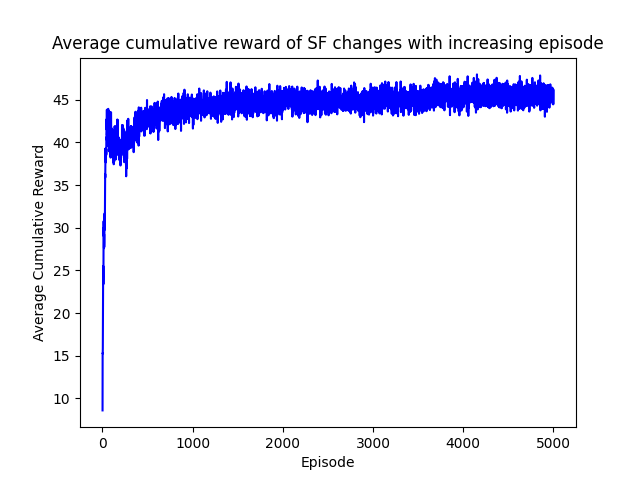 Average cumulative reward of SF changes with increasing episode
45
40
35
30
25
20
15
10
Average Cumulative Reward
0 1000 2000 3000 4000 5000
Episode